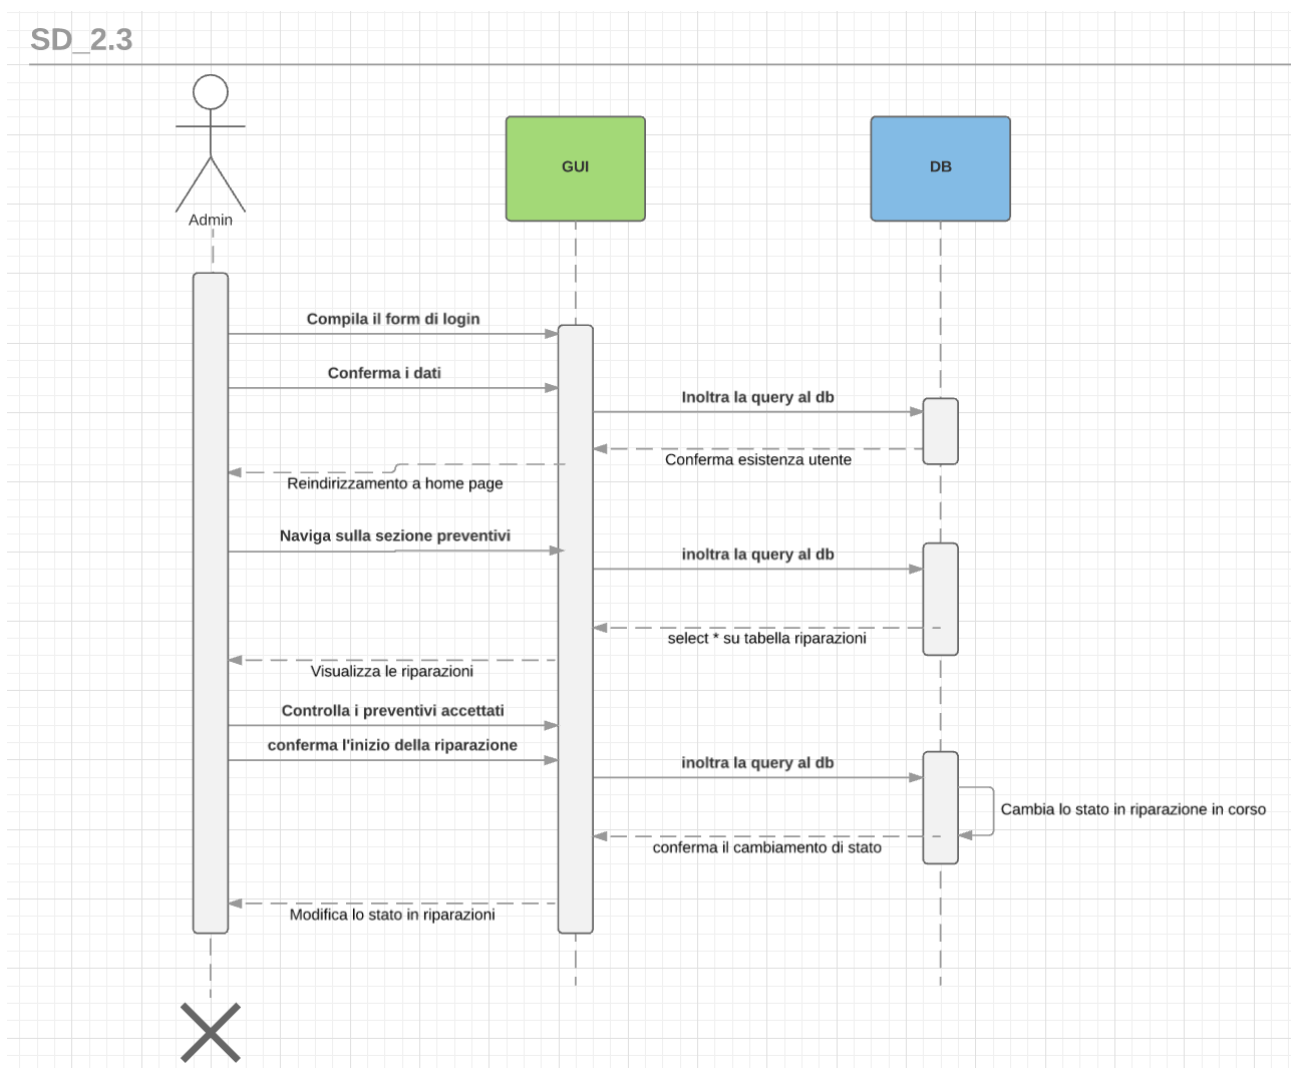 SD_2.3
Admin
GUI
DB
Compila il form di login
Conferma i dati
Inoltra la query al db
Conferma esistenza utente
Reindirizzamento a home page
Naviga sulla sezione preventivi
inoltra la query al db
select * su tabella riparazioni
Visualizza le riparazioni
Controlla i preventivi accettati
conferma l'inizio della riparazione
inoltra la query al db
Cambia lo stato in riparazione in corso
conferma il cambiamento di stato
Modifica lo stato in riparazioni